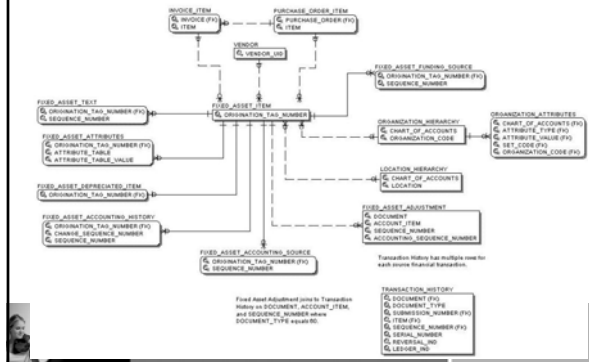 INVOICE_ITEM
INVOICE (FK)
ITEM
PURCHASE_ORDER_ITEM
PURCHASE_ORDER (FK)
ITEM
VENDOR
VENDOR_UID
FIXED_ASSET_FUNDING_SOURCE
ORIGINATION_TAG_NUMBER (FK)
SEQUENCE_NUMBER
FIXED_ASSET_TEXT
ORIGINATION_TAG_NUMBER (FK)
SEQUENCE_NUMBER
FIXED_ASSET_ITEM
ORIGINATION_TAG_NUMBER
ORGANIZATION_HIERARCHY
CHART_OF_ACCOUNTS
ORGANIZATION_CODE
ORGANIZATION_ATTRIBUTES
CHART_OF_ACCOUNTS (FK)
ATTRIBUTE_TYPE (FK)
ATTRIBUTE_VALUE (FK)
SET_CODE (FK)
ORGANIZATION_CODE (FK)
FIXED_ASSET_ATTRIBUTES
ORIGINATION_TAG_NUMBER (FK)
ATTRIBUTE_TABLE
ATTRIBUTE_TABLE_VALUE
LOCATION_HIERARCHY
CHART_OF_ACCOUNTS
LOCATION
FIXED_ASSET_DEPRECIATED_ITEM
ORIGINATION_TAG_NUMBER (FK)
FIXED_ASSET_ACCOUNTING_HISTORY
ORIGINATION_TAG_NUMBER (FK)
CHANGE_SEQUENCE_NUMBER
SEQUENCE_NUMBER
FIXED_ASSET_ADJUSTMENT
DOCUMENT
ACCOUNT_ITEM
SEQUENCE_NUMBER
ACCOUNTING_SEQUENCE_NUMBER
FIXED_ASSET_ACCOUNTING_SOURCE
ORIGINATION_TAG_NUMBER (FK)
SEQUENCE_NUMBER
Transaction History has multiple rows for
each source financial transaction.
Fixed Asset Adjustment joins to Transaction
History on DOCUMENT, ACCOUNT_ITEM,
and SEQUENCE_NUMBER where
DOCUMENT_TYPE equals 80.
TRANSACTION_HISTORY
DOCUMENT (FK)
DOCUMENT_TYPE
SUBMISSION_NUMBER (FK)
ITEM (FK)
SEQUENCE_NUMBER (FK)
SERIAL_NUMBER
REVERSAL_IND
LEDGER_IND